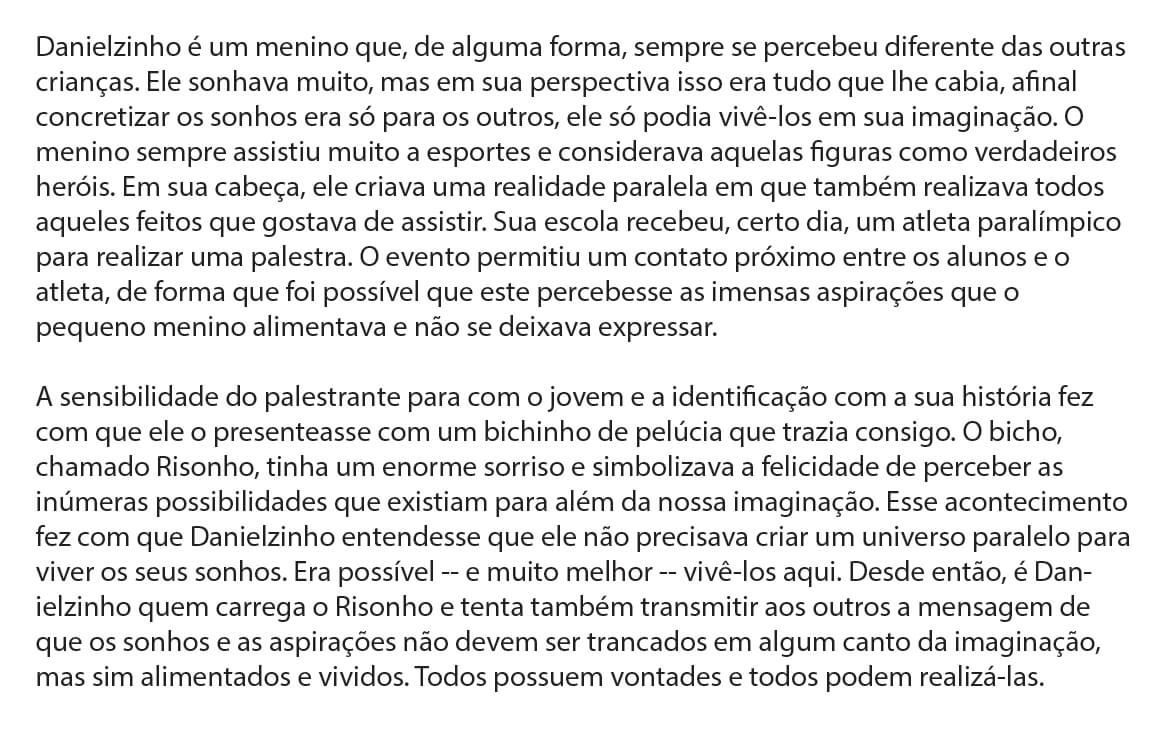 Danielzinho é um menino que, de alguma forma, sempre se percebeu diferente das outras
crianças. Ele sonhava muito, mas em sua perspectiva isso era tudo que lhe cabia, afinal
concretizar os sonhos era só para os outros, ele só podia vivê-los em sua imaginação. O
menino sempre assistiu muito a esportes e considerava aquelas figuras como verdadeiros
heróis. Em sua cabeça, ele criava uma realidade paralela em que também realizava todos
aqueles feitos que gostava de assistir. Sua escola recebeu, certo dia, um atleta paralímpico
para realizar uma palestra. O evento permitiu um contato próximo entre os alunos e o
atleta, de forma que foi possível que este percebesse as imensas aspirações que o
pequeno menino alimentava e não se deixava expressar.

A sensibilidade do palestrante para com o jovem e a identificação com a sua história fez
com que ele o presenteasse com um bichinho de pelúcia que trazia consigo. O bicho,
chamado Risonho, tinha um enorme sorriso e simbolizava a felicidade de perceber as
inúmeras possibilidades que existiam para além da nossa imaginação. Esse acontecimento
fez com que Danielzinho entendesse que ele não precisava criar um universo paralelo para
viver os seus sonhos. Era possível -- e muito melhor -- vivê-los aqui. Desde então, é Dan-
ielzinho quem carrega o Risonho e tenta também transmitir aos outros a mensagem de
que os sonhos e as aspirações não devem ser trancados em algum canto da imaginação,
mas sim alimentados e vividos. Todos possuem vontades e todos podem realizá-las.